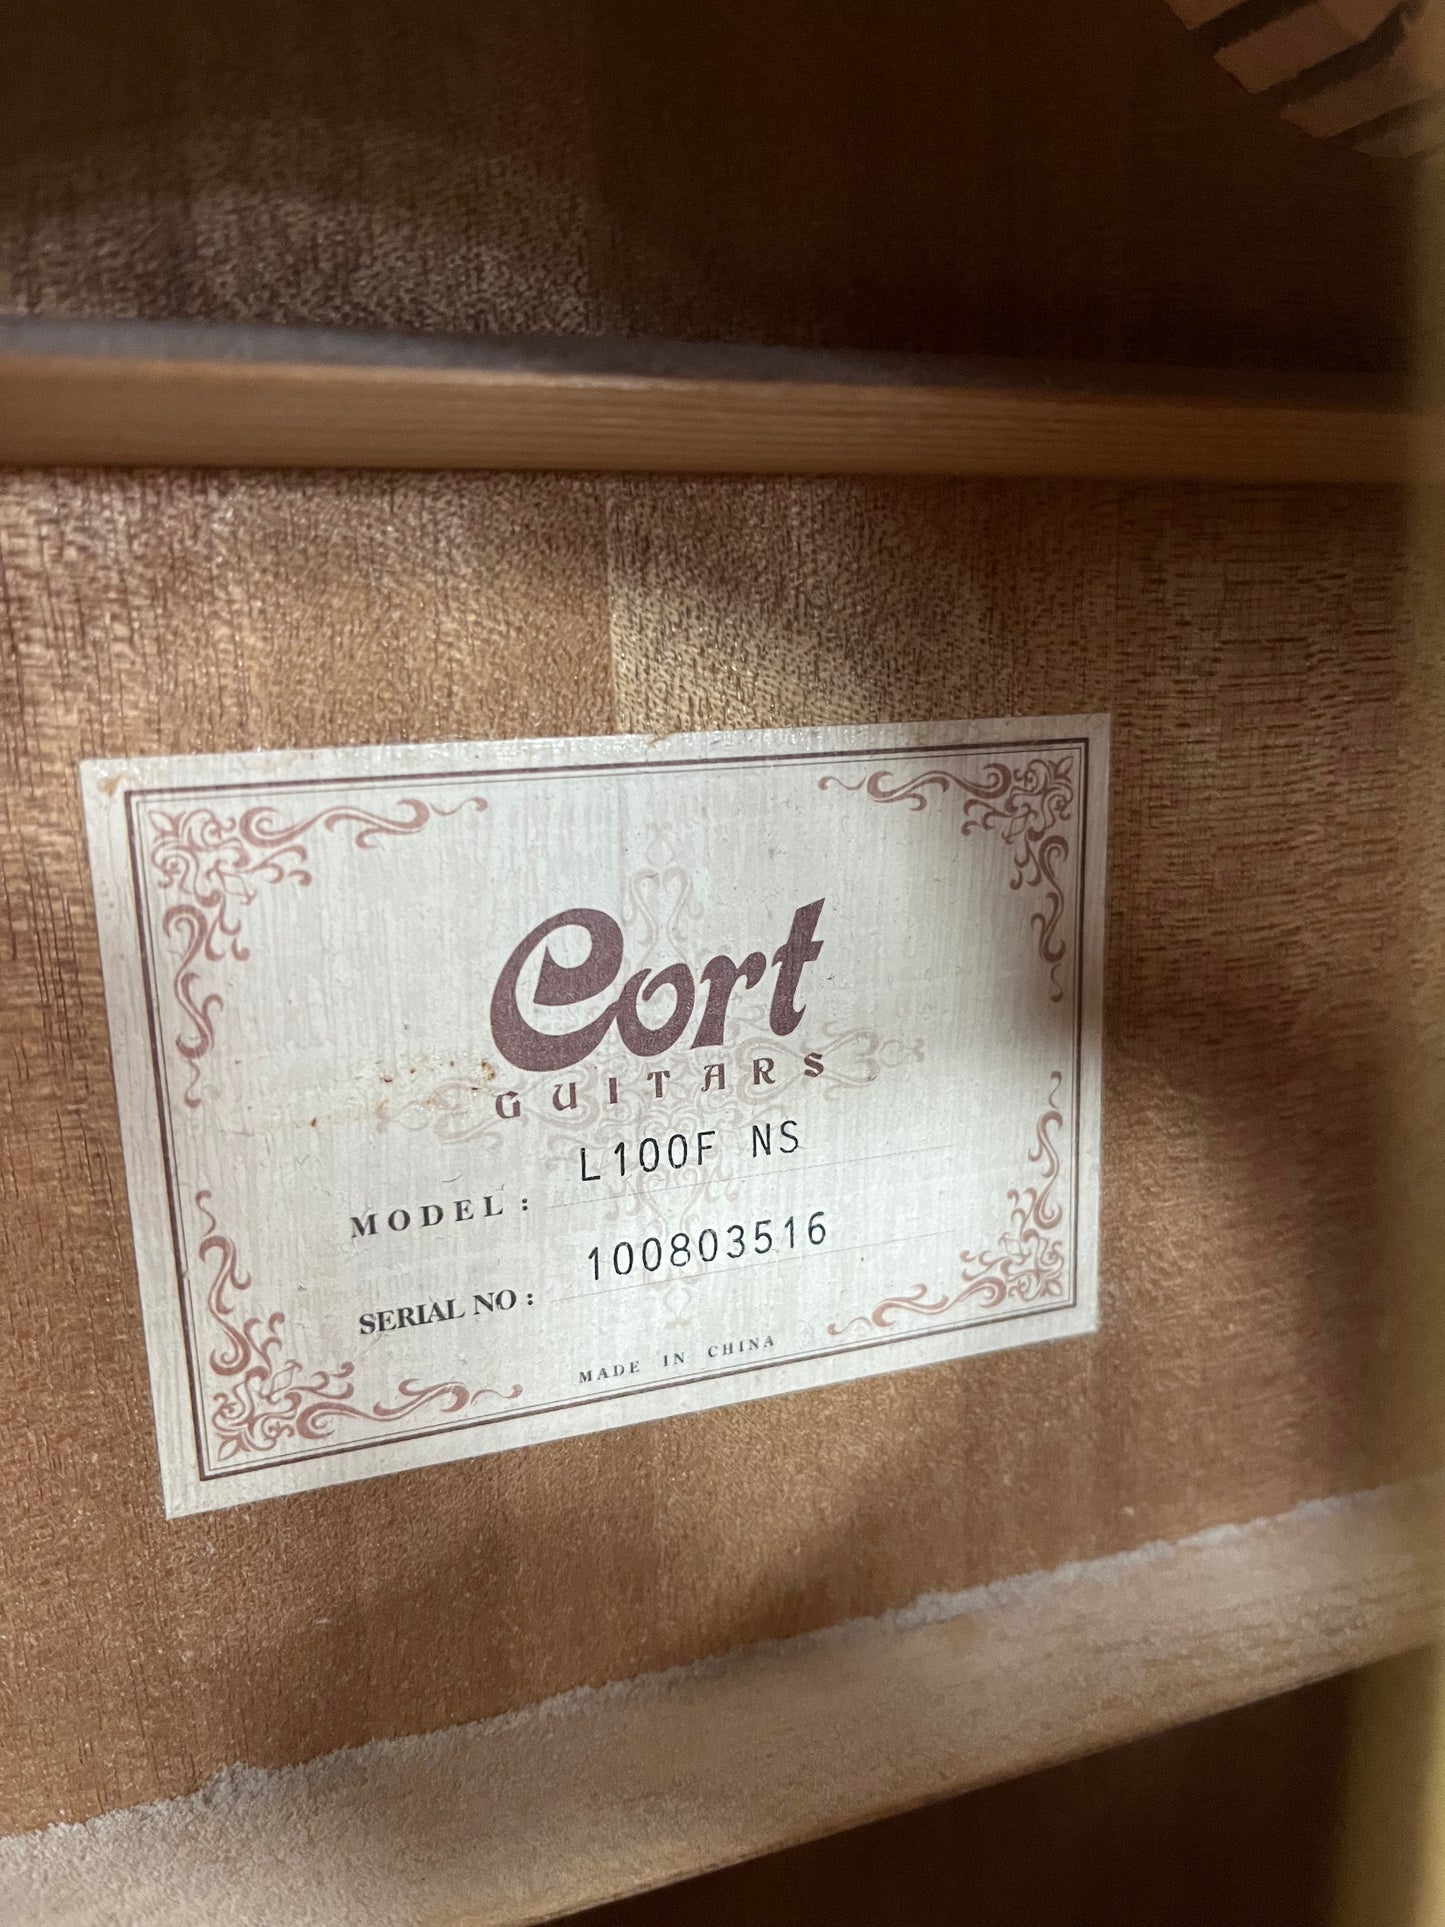 Cort
GUITARS
MODEL: L100F NS
SERIAL NO: 100803516
MADE IN CHINA